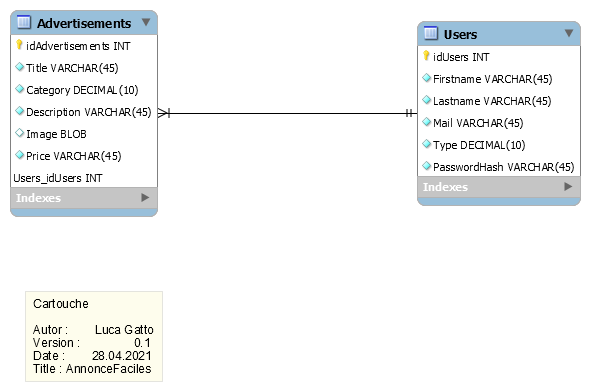 Advertisements
idAdvertisements INT
Title VARCHAR(45)
Category DECIMAL(10)
Description VARCHAR(45)
Image BLOB
Price VARCHAR(45)
Users_idUsers INT
Indexes
Users
idUsers INT
Firstname VARCHAR(45)
Lastname VARCHAR(45)
Mail VARCHAR(45)
Type DECIMAL(10)
PasswordHash VARCHAR(45)
Indexes
Cartouche
Autor : Luca Gatto
Version : 0.1
Date : 28.04.2021
Title : AnnonceFaciles